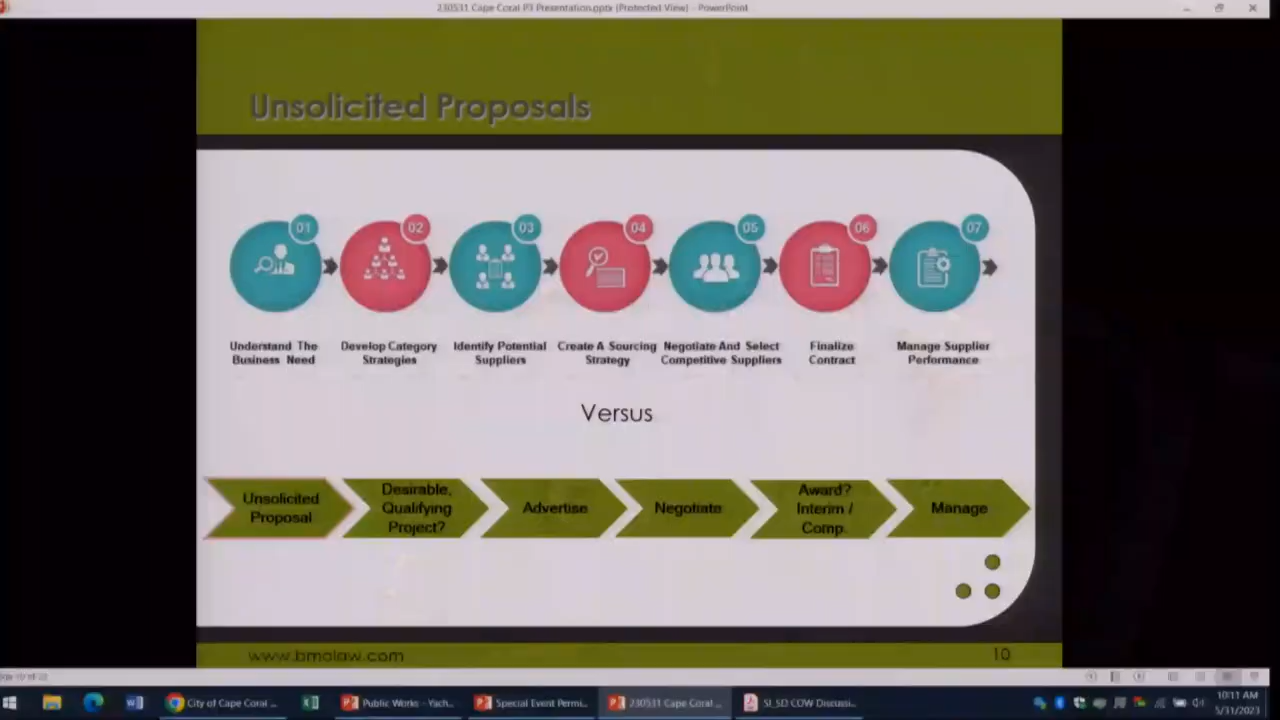 230531 Cape Coral P3 Presentation.pptx [Protected View] - PowerPoint
Unsolicited Proposals
01
02
03
04
05
06
07
Understand The
Business Need
Develop Category
Strategies
Identify Potential
Suppliers
Create A Sourcing
Strategy
Negotiate And Select
Competitive Suppliers
Finalize
Contract
Manage Supplier
Performance
Versus
Unsolicited
Proposal
Desirable,
Qualifying
Project?
Advertise
Negotiate
Award?
Interim /
Comp.
Manage
www.bmolaw.com
10
City of Cape Coral ...
Public Works - Yach...
Special Event Permi...
230531 Cape Coral ...
SI_SD COW Discussi...
10:11 AM
5/31/2023